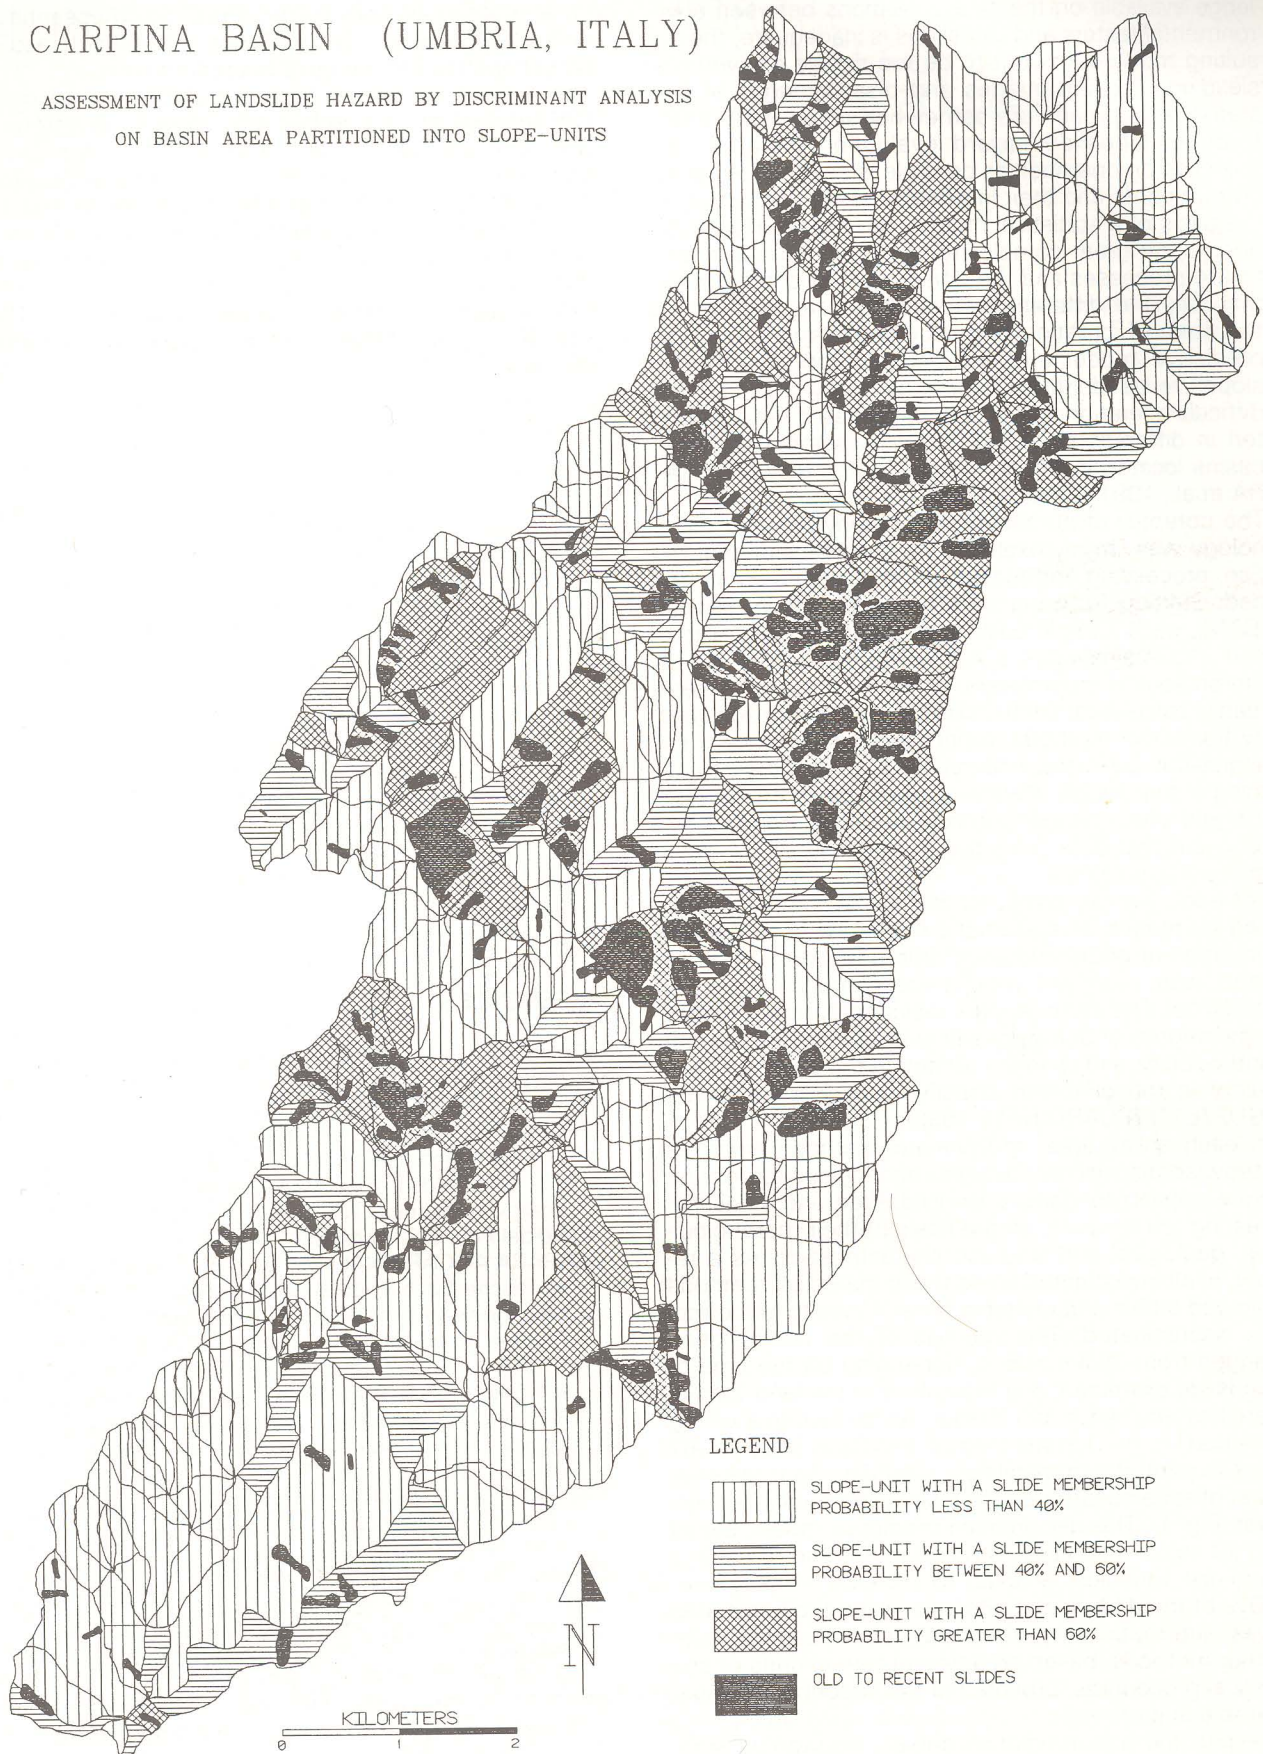 CARPINA BASIN (UMBRIA, ITALY)
ASSESSMENT OF LANDSLIDE HAZARD BY DISCRIMINANT ANALYSIS
ON BASIN AREA PARTITIONED INTO SLOPE-UNITS
LEGEND
SLOPE-UNIT WITH A SLIDE MEMBERSHIP
PROBABILITY LESS THAN 40%
SLOPE-UNIT WITH A SLIDE MEMBERSHIP
PROBABILITY BETWEEN 40% AND 60%
SLOPE-UNIT WITH A SLIDE MEMBERSHIP
PROBABILITY GREATER THAN 60%
OLD TO RECENT SLIDES
N
KILOMETERS
0 1 2